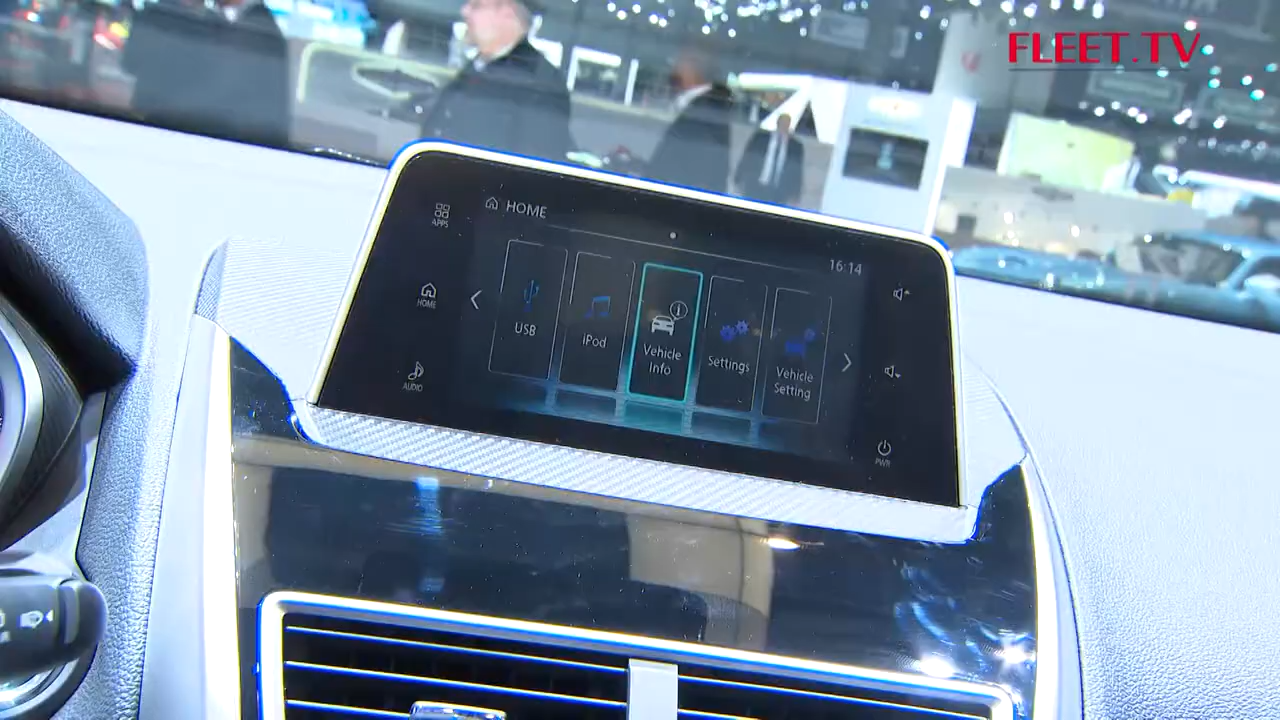 FLEET.TV
HOME
16:14
APPS
HOME
AUDIO
USB
iPod
Vehicle
Info
Settings
Vehicle
Setting
PWR